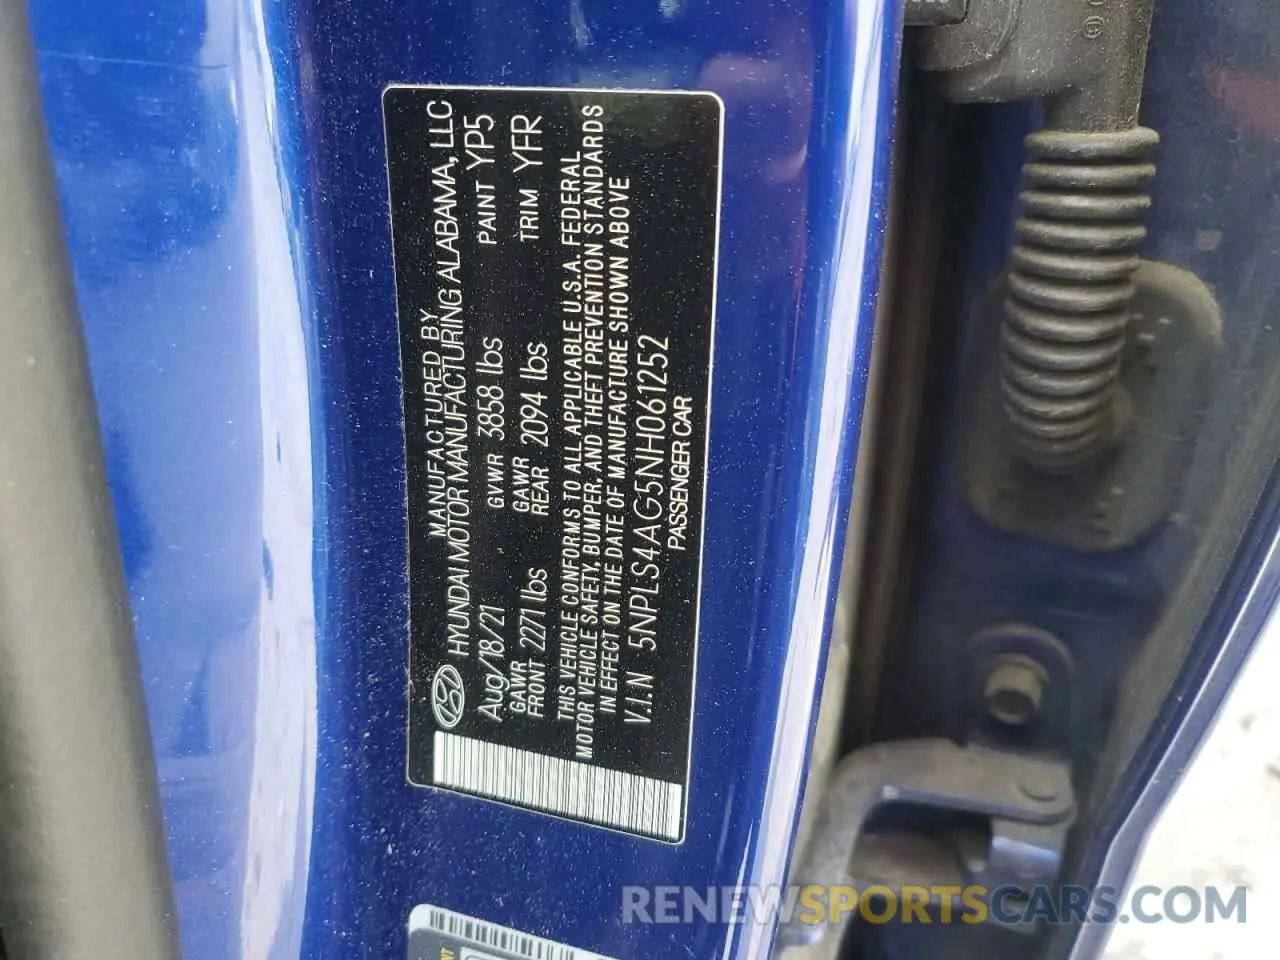 MANUFACTURED BY
HYUNDAI MOTOR MANUFACTURING ALABAMA, LLC
Aug/18/21 GVWR 3858 lbs PAINT YP5
GAWR FRONT 2271 lbs GAWR REAR 2094 lbs TRIM YFR
THIS VEHICLE CONFORMS TO ALL APPLICABLE U.S.A. FEDERAL
MOTOR VEHICLE SAFETY, BUMPER, AND THEFT PREVENTION STANDARDS
IN EFFECT ON THE DATE OF MANUFACTURE SHOWN ABOVE
V.I.N 5NPLS4AG5NH061252
PASSENGER CAR
RENEWSPORTSCARS.COM